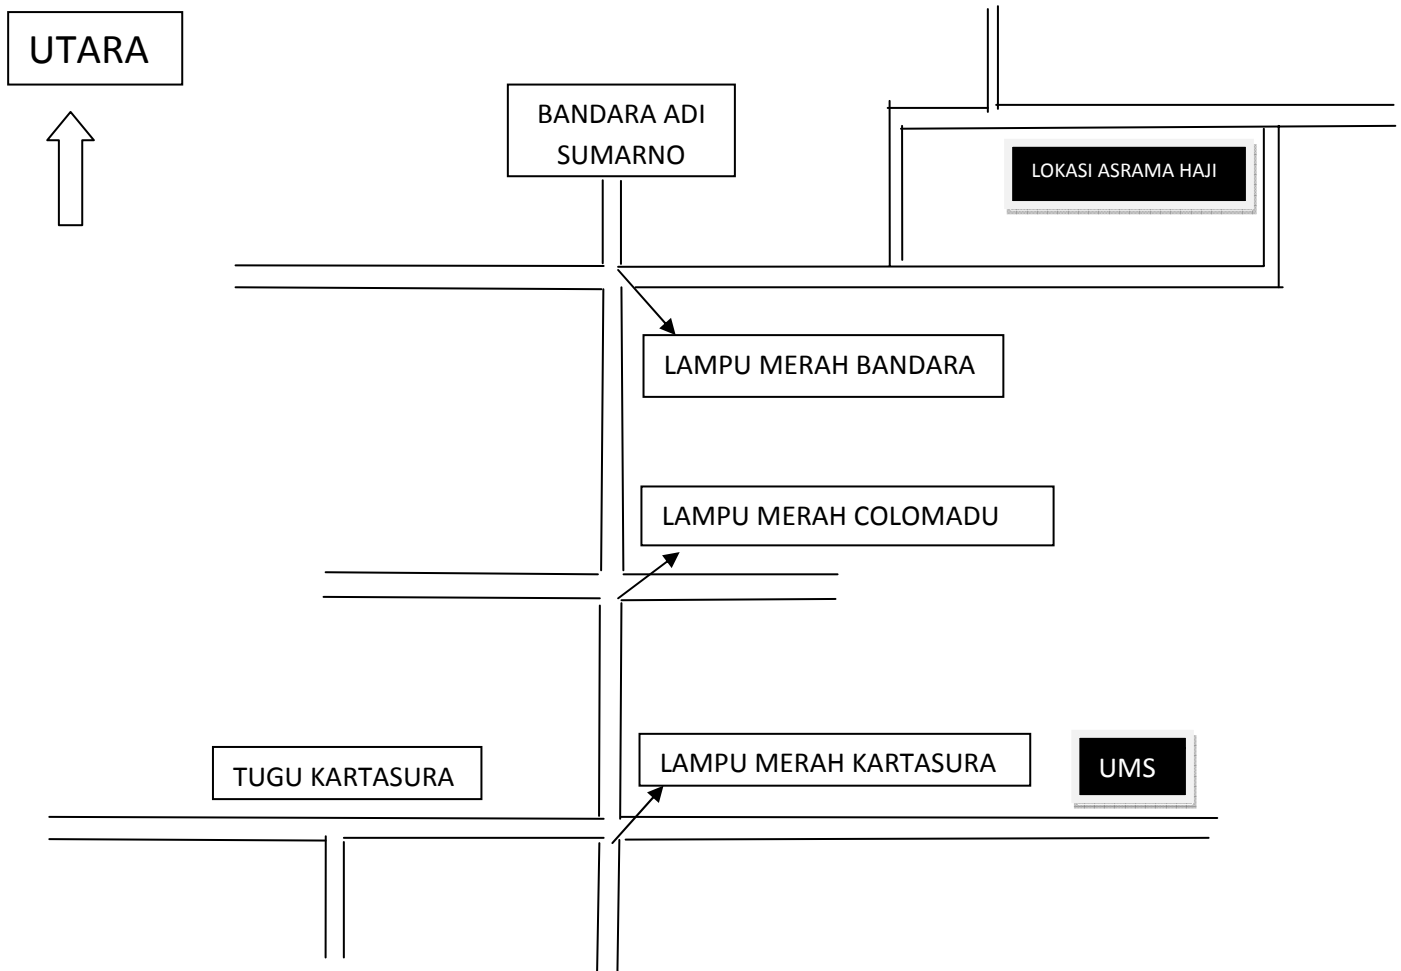 UTARA
BANDARA ADI
SUMARNO
LOKASI ASRAMA HAJI
LAMPU MERAH BANDARA
LAMPU MERAH COLOMADU
TUGU KARTASURA
LAMPU MERAH KARTASURA
UMS